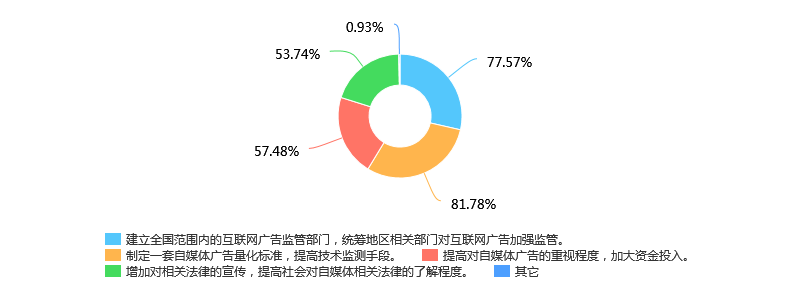 0.93%
53.74%
77.57%
57.48%
81.78%
建立全国范围内的互联网广告监管部门，统筹地区相关部门对互联网广告加强监管。
制定一套自媒体广告量化标准，提高技术监测手段。 提高对自媒体广告的重视程度，加大资金投入。
增加对相关法律的宣传，提高社会对自媒体相关法律的了解程度。 其它